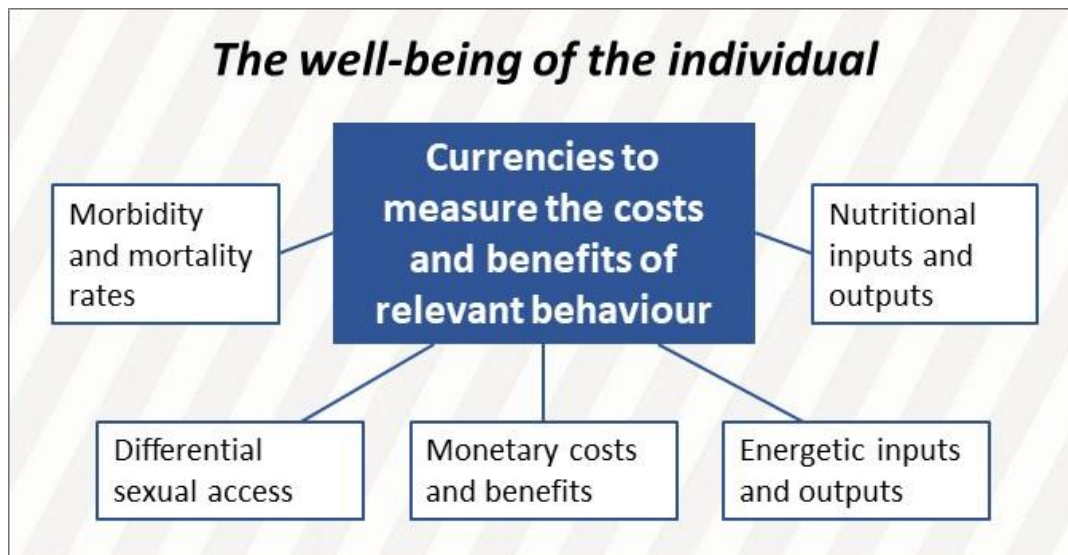 The well-being of the individual
Currencies to
measure the costs
and benefits of
relevant behaviour
Morbidity
and mortality
rates
Nutritional
inputs and
outputs
Differential
sexual access
Monetary costs
and benefits
Energetic inputs
and outputs